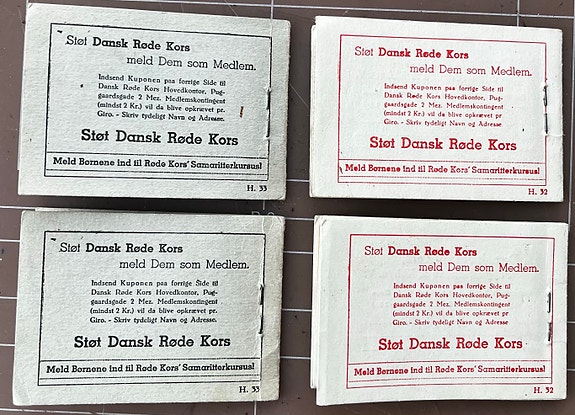 Støt Dansk Røde Kors
meld Dem som Medlem.
Indsend Kuponen paa forrige Side til
Dansk Røde Kors Hovedkontor, Pug-
gaardsgade 2 Mez. Medlemskontingent
(mindst 2 Kr.) vil da blive opkrævet pr.
Giro. - Skriv tydeligt Navn og Adresse.
Støt Dansk Røde Kors
Meld Børnene ind til Røde Kors' Samaritterkursus!
H. 33
Støt Dansk Røde Kors
meld Dem som Medlem.
Indsend Kuponen paa forrige Side til
Dansk Røde Kors Hovedkontor, Pug-
gaardsgade 2 Mez. Medlemskontingent
(mindst 2 Kr.) vil da blive opkrævet pr.
Giro. - Skriv tydeligt Navn og Adresse
Støt Dansk Røde Kors
Meld Børnene ind til Røde Kors' Samaritterkursus!
H. 32
Støt Dansk Røde Kors
meld Dem som Medlem.
Indsend Kuponen paa forrige Side til
Dansk Røde Kors Hovedkontor, Pug-
gaardsgade 2 Mez. Medlemskontingent
(mindst 2 Kr.) vil da blive opkrævet pr.
Giro. - Skriv tydeligt Navn og Adresse.
Støt Dansk Røde Kors
Meld Børnene ind til Røde Kors' Samaritterkursus!
H. 33
Støt Dansk Røde Kors
meld Dem som Medlem.
Indsend Kuponen paa forrige Side til
Dansk Røde Kors Hovedkontor, Pug-
gaardsgade 2 Mez. Medlemskontingent
(mindst 2 Kr.) vil da blive opkrævet pr.
Giro. - Skriv tydeligt Navn og Adresse.
Støt Dansk Røde Kors
Meld Børnene ind til Røde Kors' Samaritterkursus!
H. 32